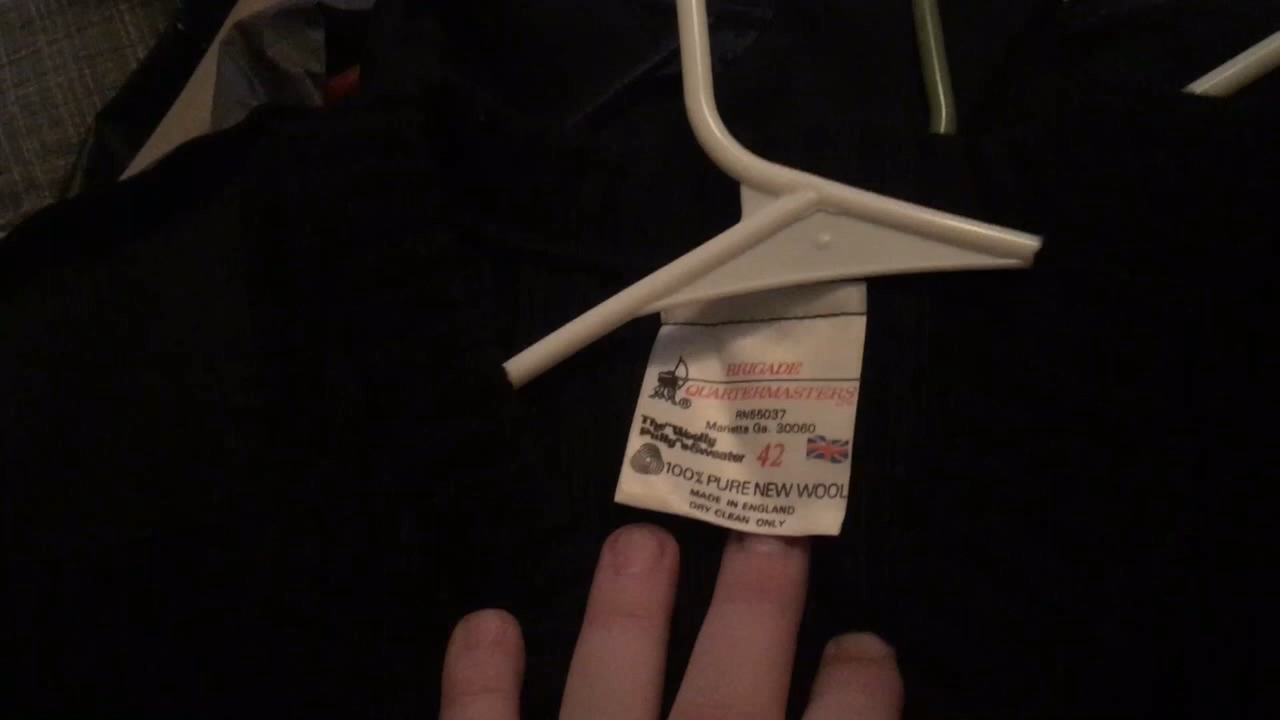 BRIGADE
QUARTERMASTERS
®
RN55037
Marietta Ga. 30060
The "Woolly
Pully" Sweater 42
100% PURE NEW WOOL
MADE IN ENGLAND
DRY CLEAN ONLY